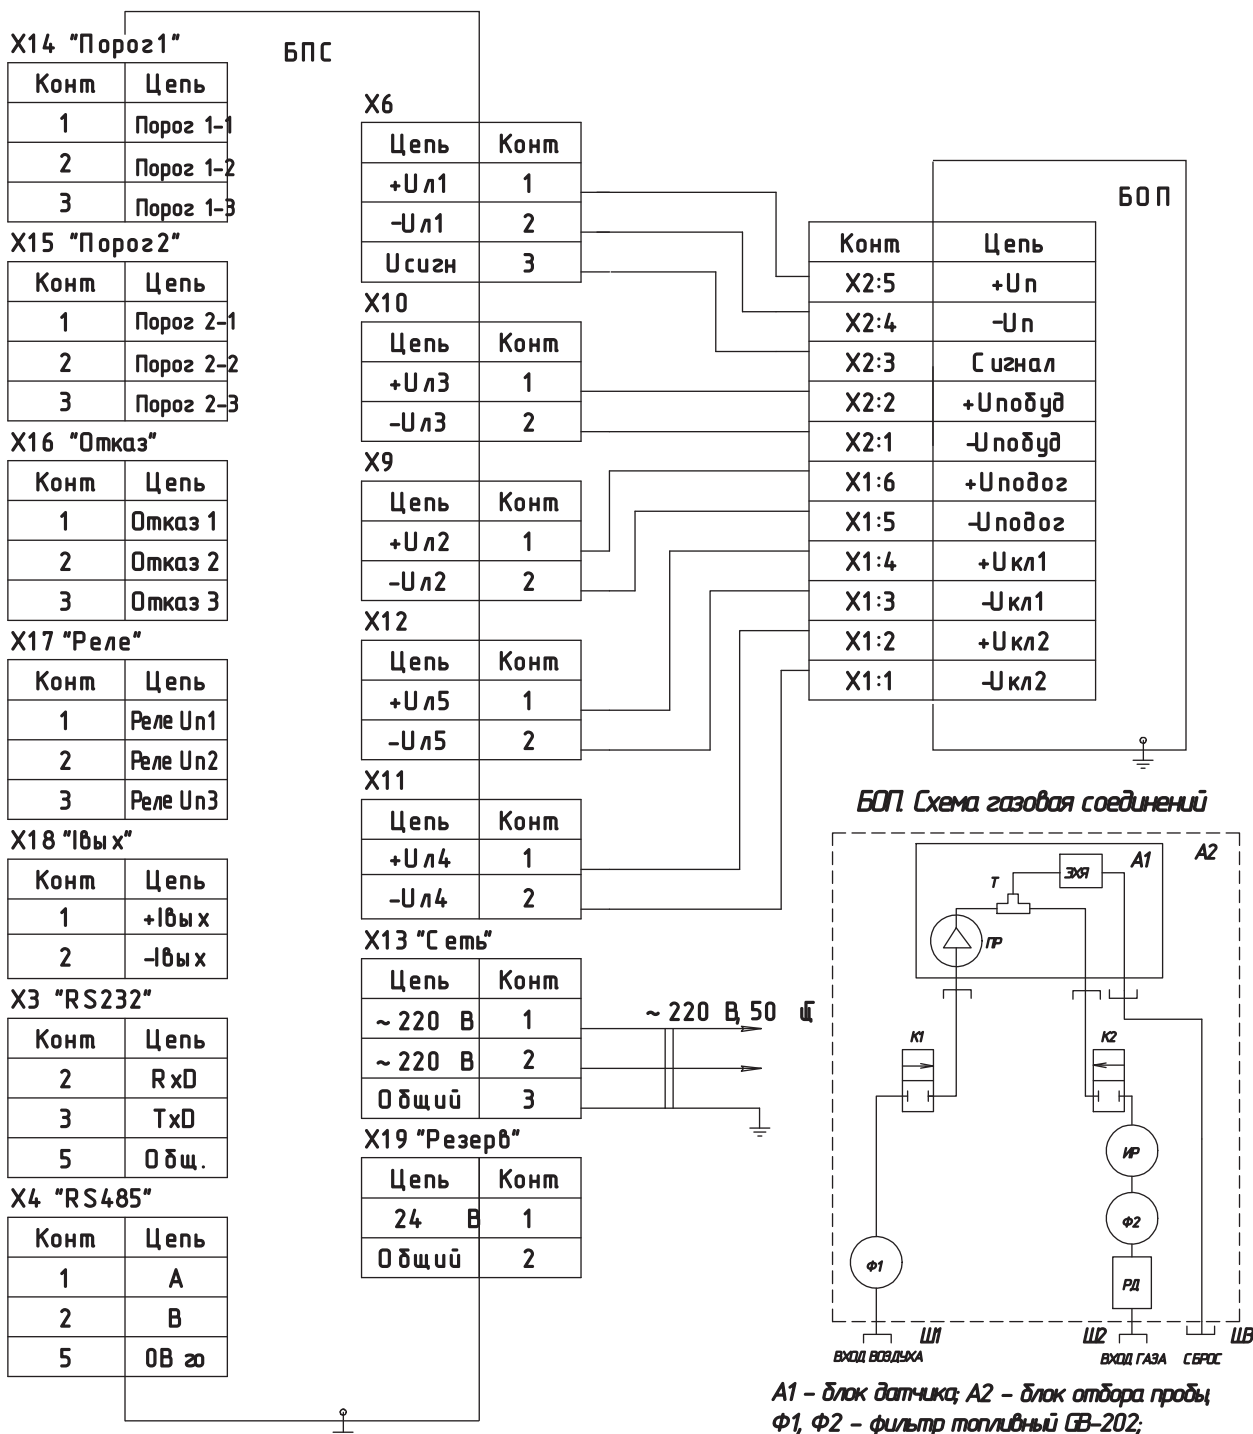 БПС
X14 "Порог1"
Конт Цепь
1 Порог 1-1
2 Порог 1-2
3 Порог 1-3
X15 "Порог2"
Конт Цепь
1 Порог 2-1
2 Порог 2-2
3 Порог 2-3
X16 "Отказ"
Конт Цепь
1 Отказ 1
2 Отказ 2
3 Отказ 3
X17 "Реле"
Конт Цепь
1 Реле Uп1
2 Реле Uп2
3 Реле Uп3
X18 "Iвых"
Конт Цепь
1 +Iвых
2 -Iвых
X3 "RS232"
Конт Цепь
2 RxD
3 TxD
5 Общ.
X4 "RS485"
Конт Цепь
1 A
2 B
5 0В го
X6
Цепь Конт
+Uл1 1
-Uл1 2
Uсигн 3
X10
Цепь Конт
+Uл3 1
-Uл3 2
X9
Цепь Конт
+Uл2 1
-Uл2 2
X12
Цепь Конт
+Uл5 1
-Uл5 2
X11
Цепь Конт
+Uл4 1
-Uл4 2
X13 "Сеть"
Цепь Конт
~220 В 1
~220 В 2
Общий 3
~220 В, 50 Гц
X19 "Резерв"
Цепь Конт
24 В 1
Общий 2
БОП
Конт Цепь
X2:5 +Uп
X2:4 -Uп
X2:3 Сигнал
X2:2 +Uпобуд
X2:1 -Uпобуд
X1:6 +Uподог
X1:5 -Uподог
X1:4 +Uкл1
X1:3 -Uкл1
X1:2 +Uкл2
X1:1 -Uкл2
БОП. Схема газовая соединений
А2
А1
ЭХЯ
Т
ПР
К1
К2
ИР
Ф2
Ф1
РД
Ш1
Ш2
ШВ
ВХОД ВОЗДУХА
ВХОД ГАЗА
СБРОС
А1 – блок датчика; А2 – блок отбора пробы;
Ф1, Ф2 – фильтр топливный GB-202;